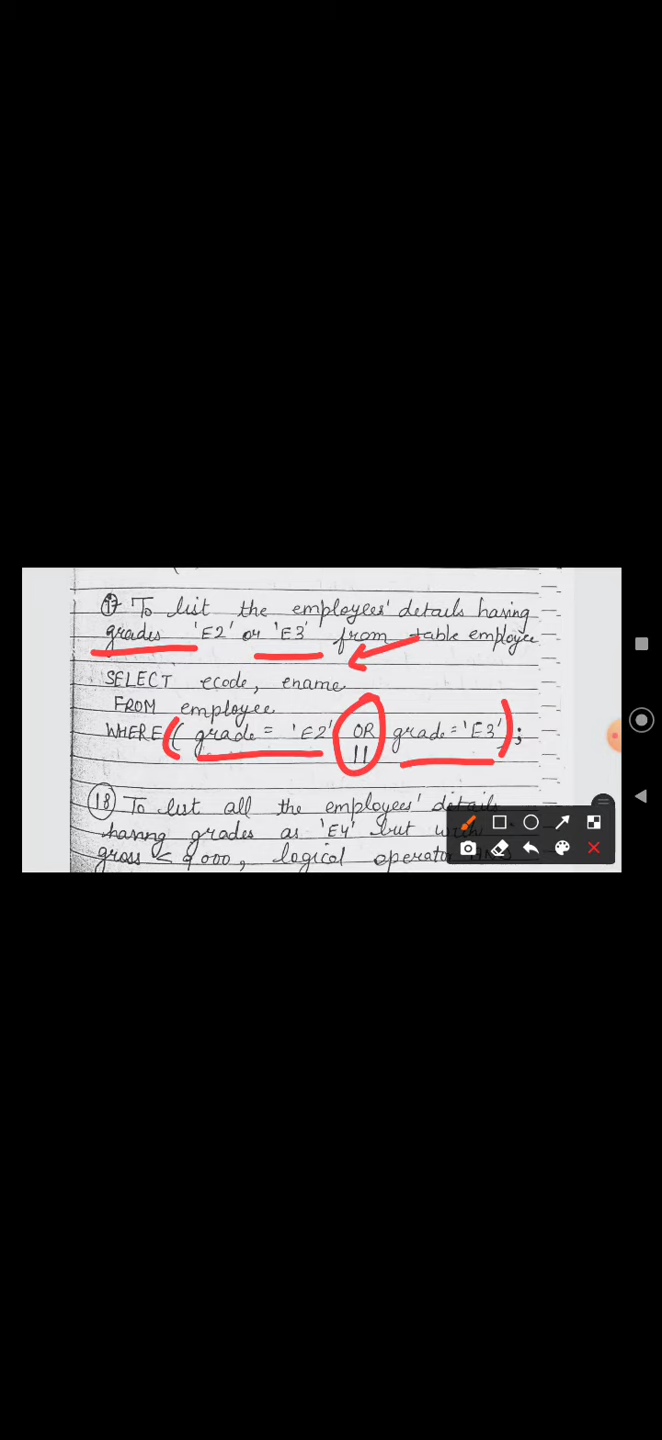 17 To list the employees' details having
grades 'E2' or 'E3' from table employee
SELECT ecode, ename
FROM employee
WHERE ( grade = 'E2' OR grade = 'E3' ) ;
||
18 To list all the employees' details
having grades as 'E4' but with
gross < 9000, logical operator AND